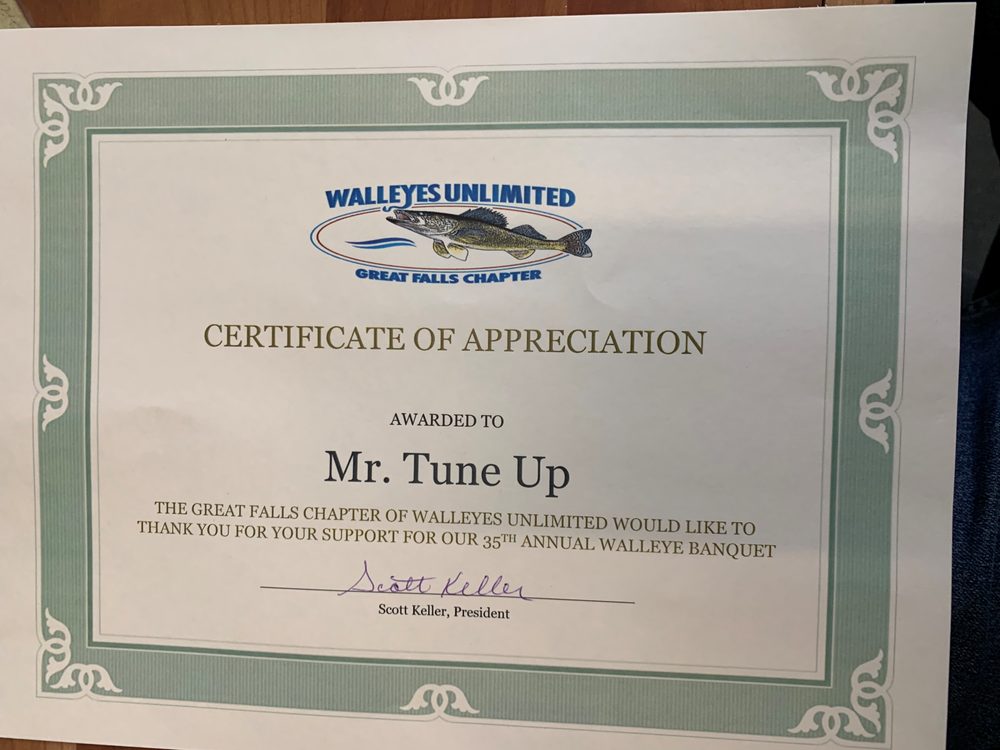 WALLEYES UNLIMITED
GREAT FALLS CHAPTER
CERTIFICATE OF APPRECIATION
AWARDED TO
Mr. Tune Up
THE GREAT FALLS CHAPTER OF WALLEYES UNLIMITED WOULD LIKE TO
THANK YOU FOR YOUR SUPPORT FOR OUR 35TH ANNUAL WALLEYE BANQUET
Scott Keller
Scott Keller, President